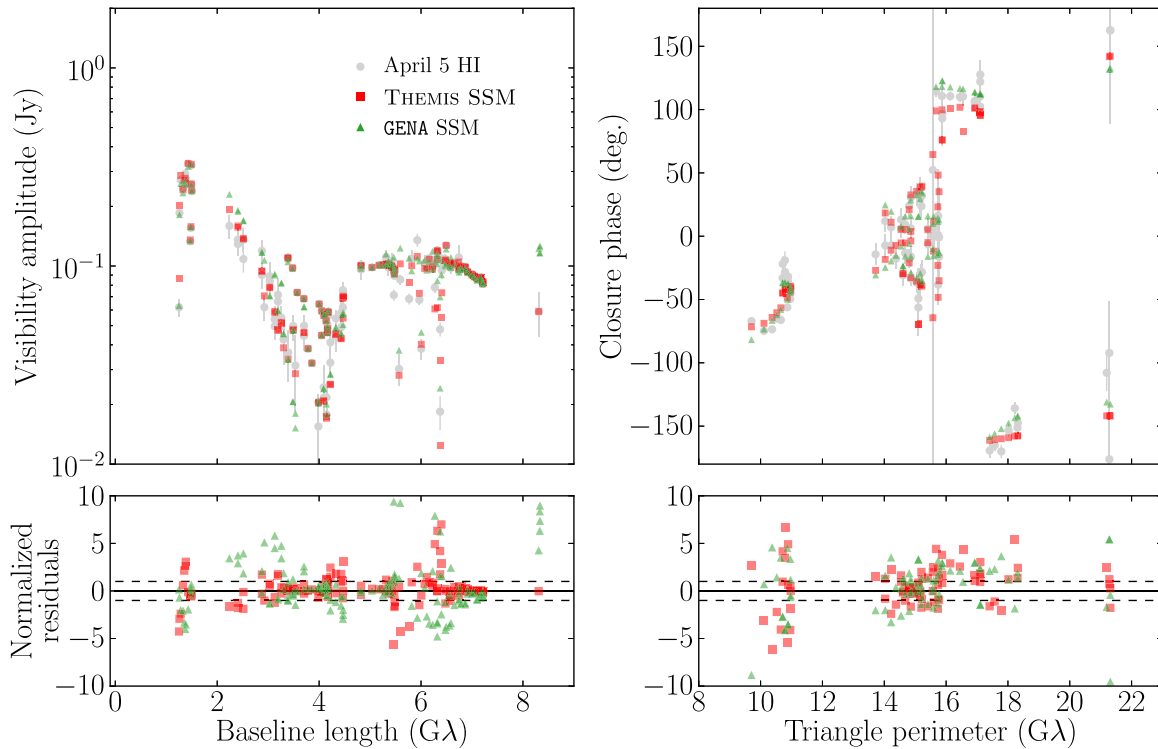 Visibility amplitude (Jy)
10⁰
10⁻¹
10⁻²
April 5 HI
THEMIS SSM
GENA SSM
Closure phase (deg.)
150
100
50
0
−50
−100
−150
Normalized
residuals
10
5
0
−5
−10
0 2 4 6 8
Baseline length (Gλ)
10
5
0
−5
−10
8 10 12 14 16 18 20 22
Triangle perimeter (Gλ)